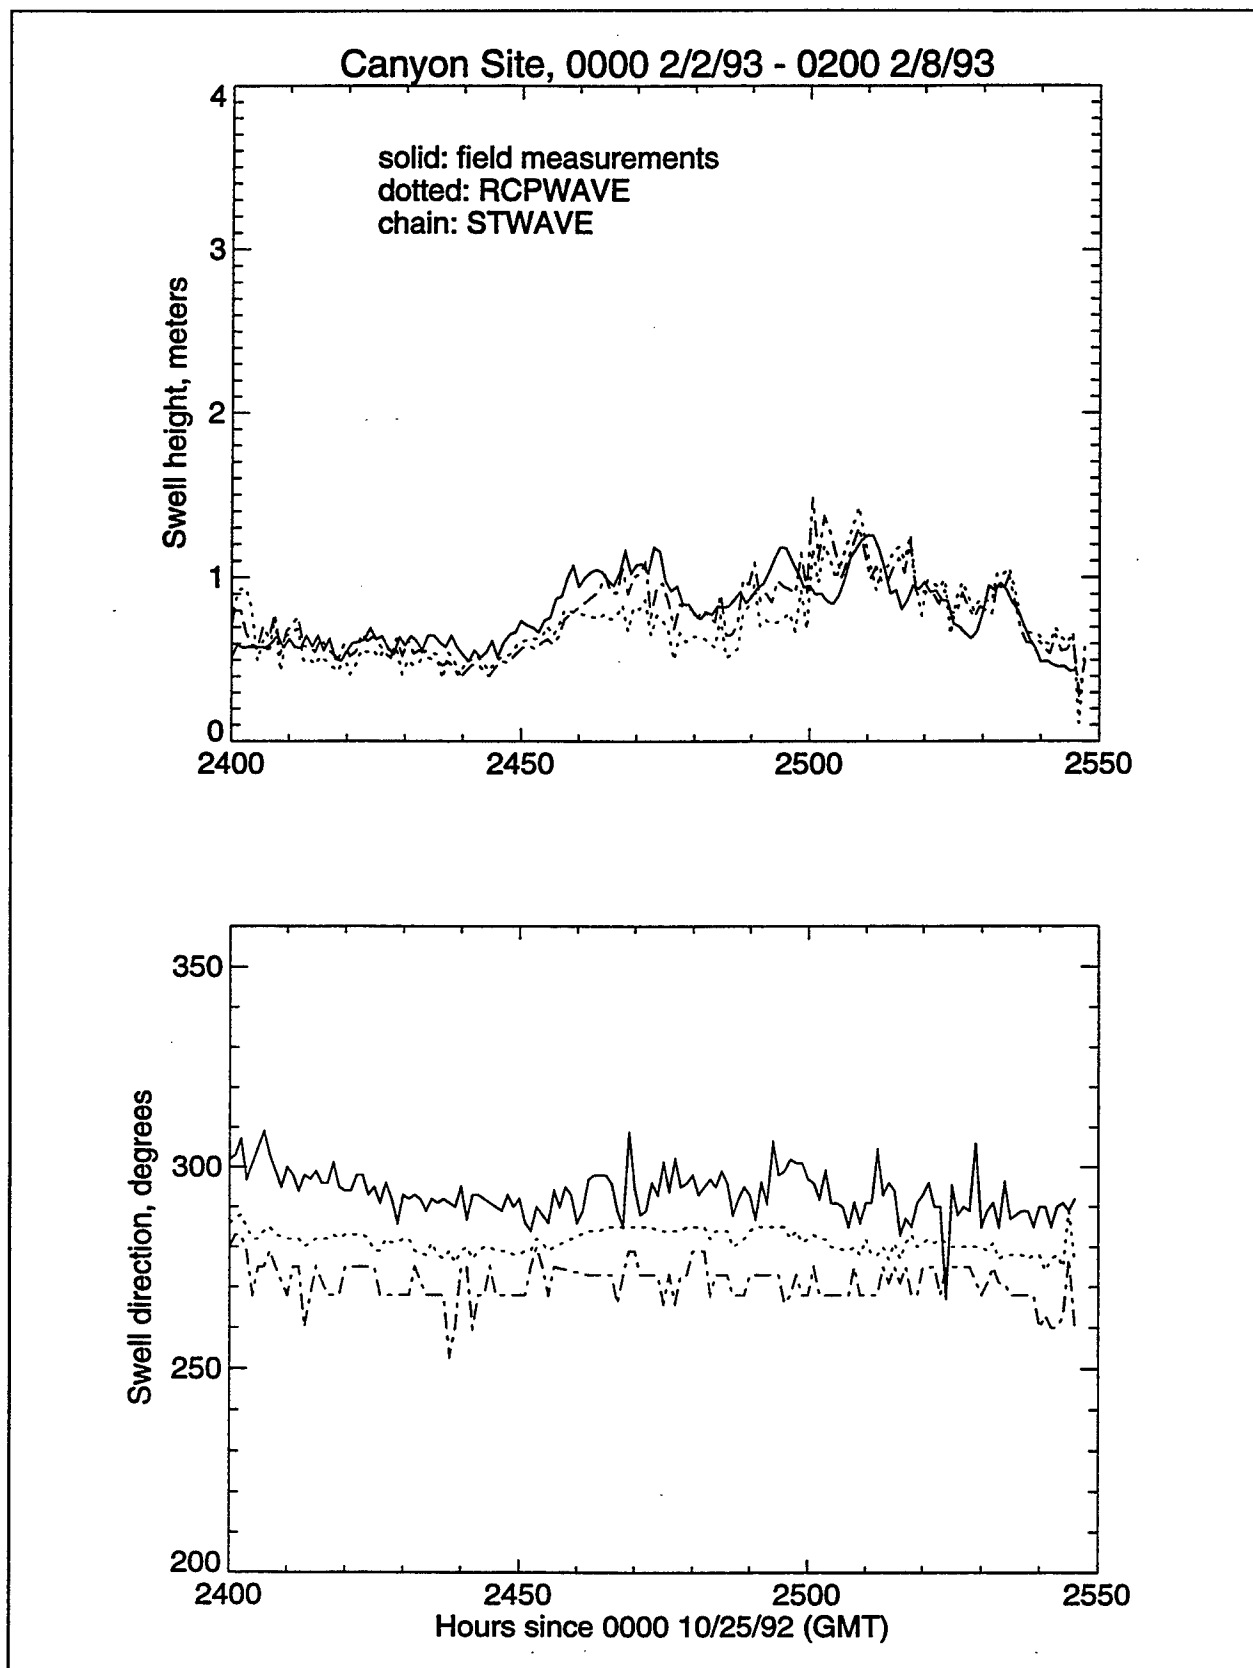 Canyon Site, 0000 2/2/93 - 0200 2/8/93
4
solid: field measurements
dotted: RCPWAVE
chain: STWAVE
3
Swell height, meters
2
1
0
2400 2450 2500 2550
350
Swell direction, degrees
300
250
200
2400 2450 2500 2550
Hours since 0000 10/25/92 (GMT)